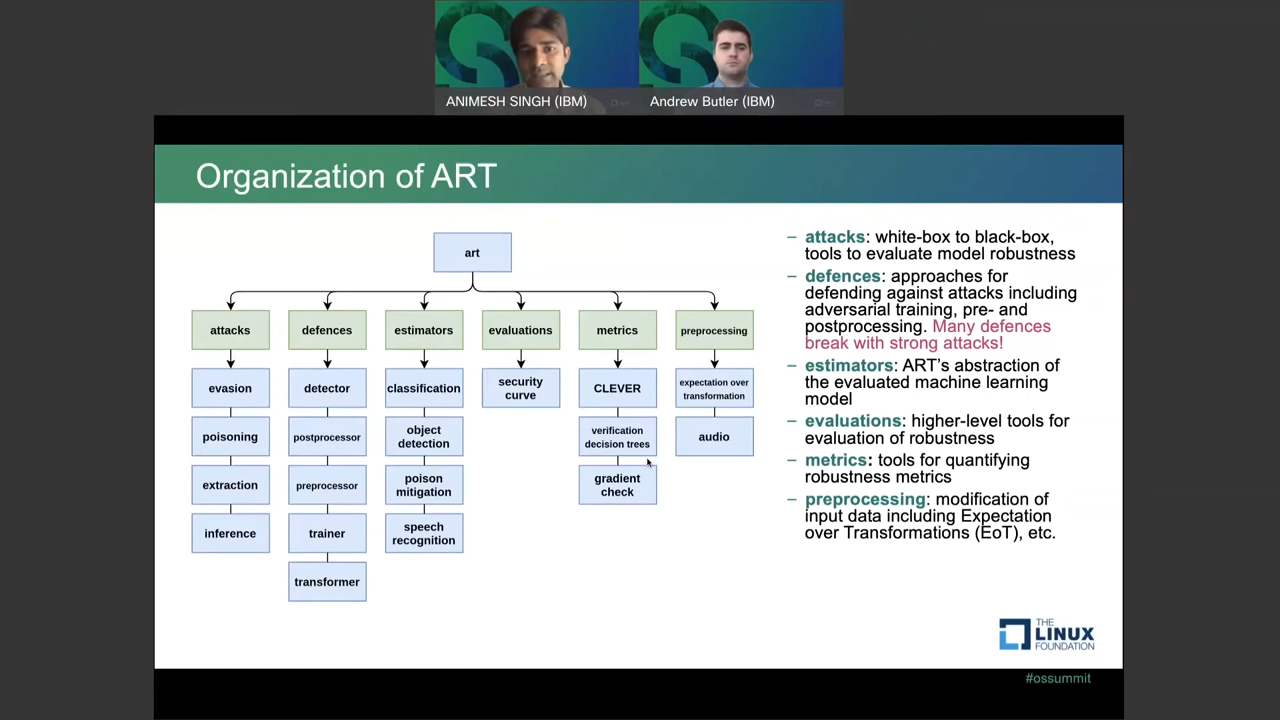 ANIMESH SINGH (IBM)
Andrew Butler (IBM)
Organization of ART
art
attacks
defences
estimators
evaluations
metrics
preprocessing
evasion
poisoning
extraction
inference
detector
postprocessor
preprocessor
trainer
transformer
classification
object
detection
poison
mitigation
speech
recognition
security
curve
CLEVER
verification
decision trees
gradient
check
expectation over
transformation
audio
– attacks: white-box to black-box,
tools to evaluate model robustness
– defences: approaches for
defending against attacks including
adversarial training, pre- and
postprocessing. Many defences
break with strong attacks!
– estimators: ART's abstraction of
the evaluated machine learning
model
– evaluations: higher-level tools for
evaluation of robustness
– metrics: tools for quantifying
robustness metrics
– preprocessing: modification of
input data including Expectation
over Transformations (EoT), etc.
THE
LINUX
FOUNDATION
#ossummit